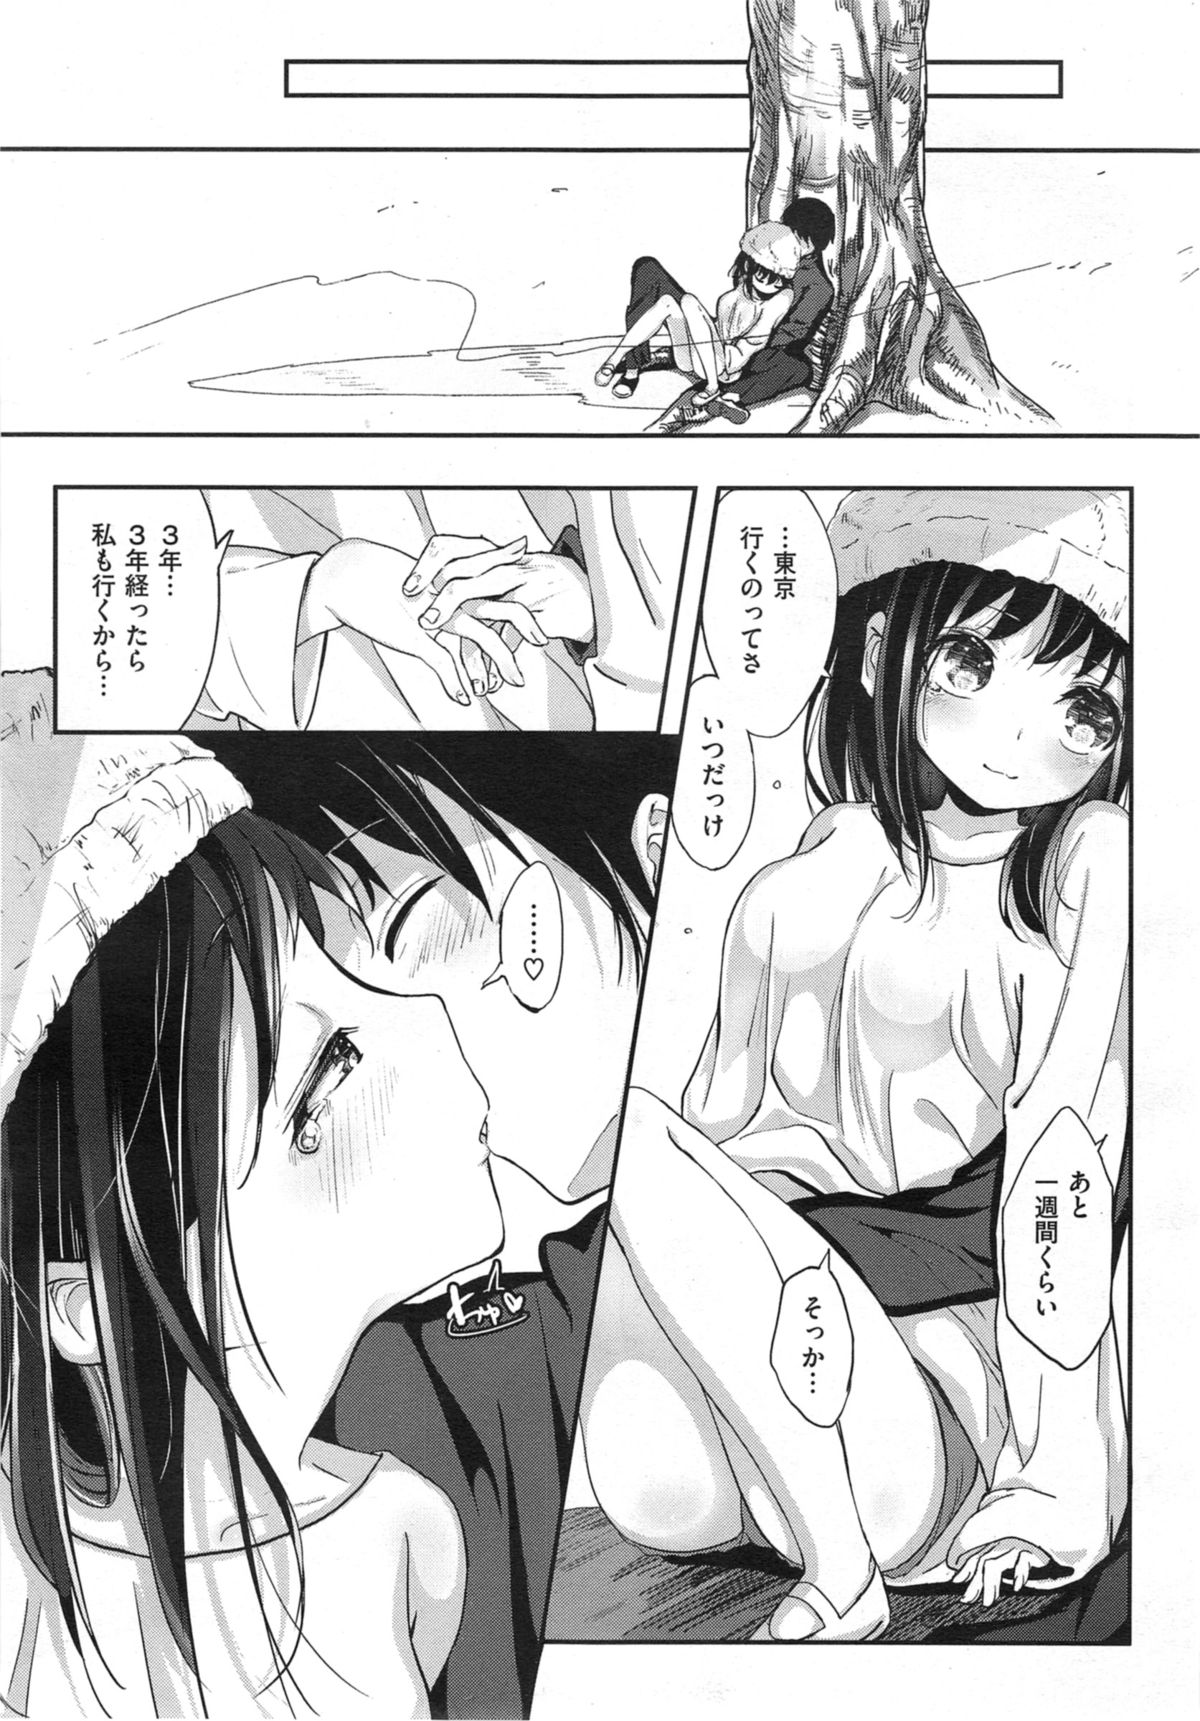 …東京
行くのってさ
いつだっけ
あと
一週間くらい
そっか…
3年…
3年経ったら
私も行くから…
………♡